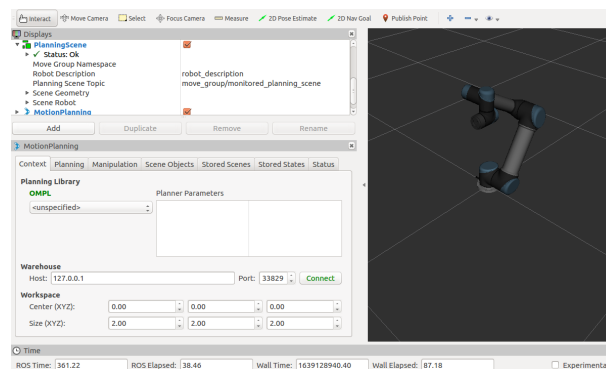 Interact Move Camera Select Focus Camera Measure 2D Pose Estimate 2D Nav Goal Publish Point
Displays
PlanningScene
Status: Ok
Move Group Namespace
Robot Description robot_description
Planning Scene Topic move_group/monitored_planning_scene
Scene Geometry
Scene Robot
MotionPlanning
Add Duplicate Remove Rename
MotionPlanning
Context Planning Manipulation Scene Objects Stored Scenes Stored States Status
Planning Library
OMPL Planner Parameters
<unspecified>
Warehouse
Host: 127.0.0.1 Port: 33829 Connect
Workspace
Center (XYZ): 0.00 0.00 0.00
Size (XYZ): 2.00 2.00 2.00
Time
ROS Time: 361.22 ROS Elapsed: 38.46 Wall Time: 1639128940.40 Wall Elapsed: 87.18 Experimenta